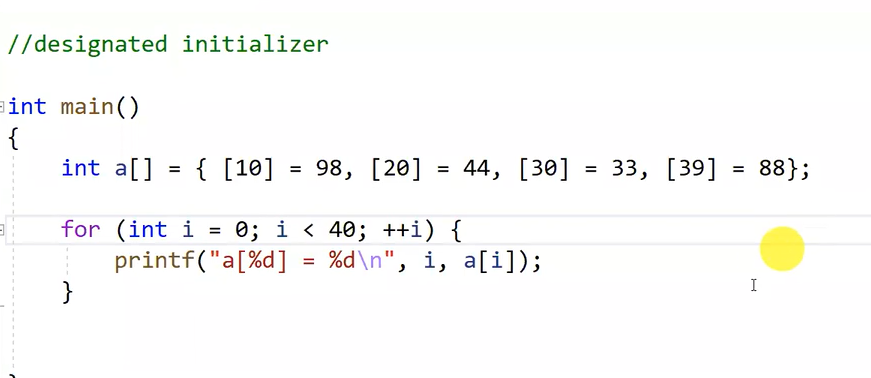 //designated initializer
int main()
{
int a[] = { [10] = 98, [20] = 44, [30] = 33, [39] = 88};
for (int i = 0; i < 40; ++i) {
printf("a[%d] = %d\n", i, a[i]);
}
}